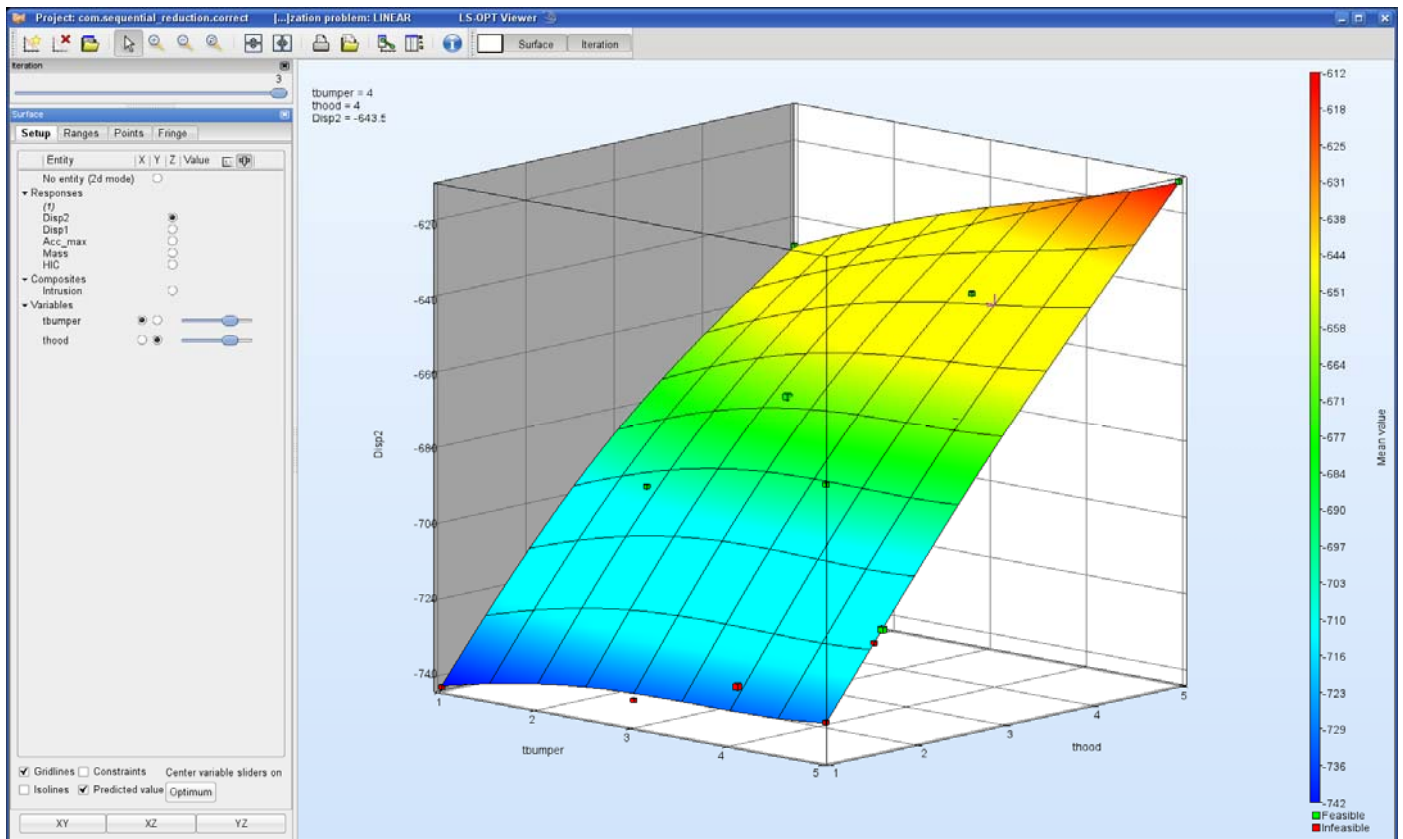 Project: com.sequential_reduction.correct [...]zation problem: LINEAR LS-OPT Viewer
Surface Iteration
Iteration
3
Surface
Setup Ranges Points Fringe
Entity X Y Z Value
No entity (2d mode)
Responses
(1)
Disp2
Disp1
Acc_max
Mass
HIC
Composites
Intrusion
Variables
tbumper
thood
Gridlines Constraints Center variable sliders on
Isolines Predicted value Optimum
XY XZ YZ
tbumper = 4
thood = 4
Disp2 = -643.5
-620
-640
-660
-680
-700
-720
-740
Disp2
1
2
3
4
5
tbumper
1
2
3
4
5
thood
-612
-618
-625
-631
-638
-644
-651
-658
-664
-671
-677
-684
-690
-697
-703
-710
-716
-723
-729
-736
-742
Mean value
Feasible
Infeasible